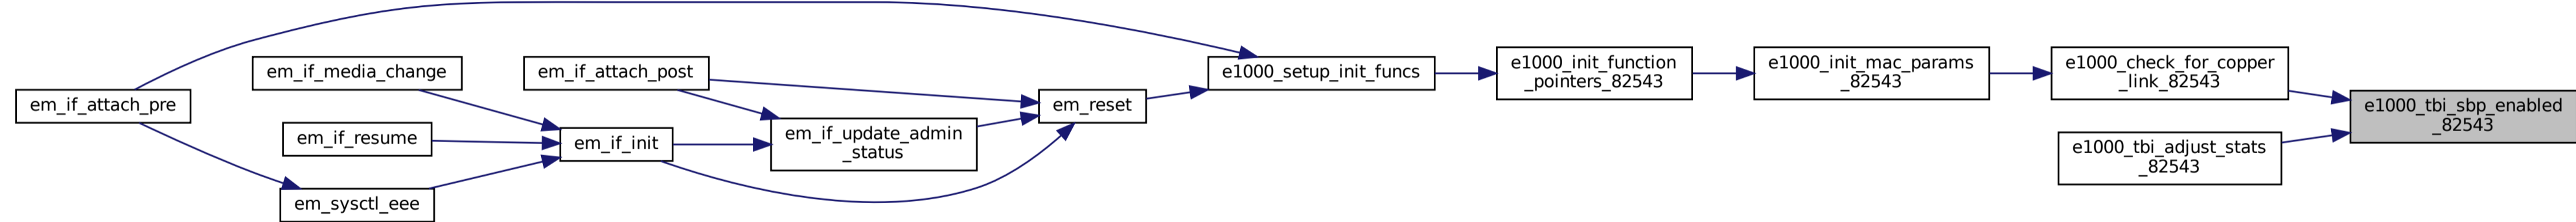 em_if_attach_pre
em_if_media_change
em_if_resume
em_sysctl_eee
em_if_attach_post
em_if_init
em_if_update_admin
_status
em_reset
e1000_setup_init_funcs
e1000_init_function
_pointers_82543
e1000_init_mac_params
_82543
e1000_check_for_copper
_link_82543
e1000_tbi_adjust_stats
_82543
e1000_tbi_sbp_enabled
_82543